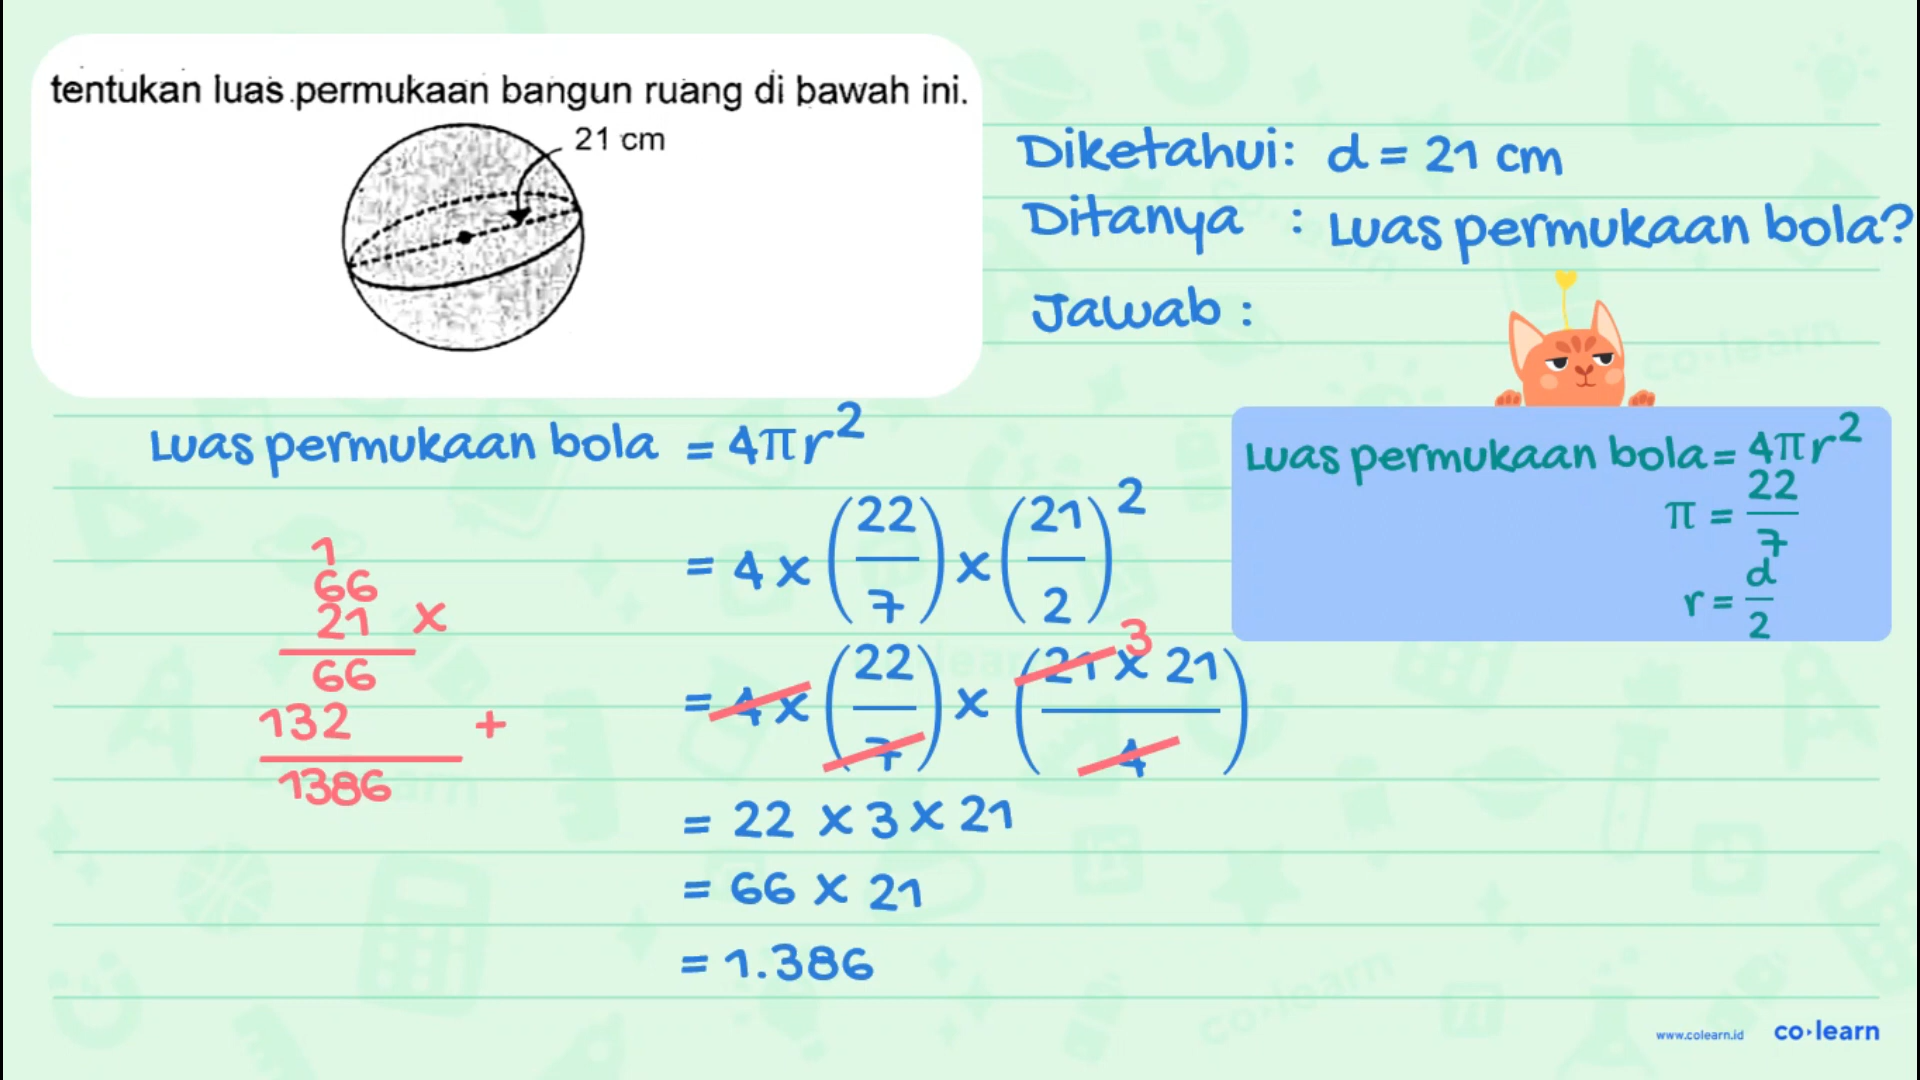 tentukan luas permukaan bangun ruang di bawah ini.
21 cm
Diketahui: d = 21 cm
Ditanya : Luas permukaan bola?
Jawab :
Luas permukaan bola = 4πr²
π = 22/7
r = d/2
Luas permukaan bola = 4πr²
= 4 x (22/7) x (21/2)²
= 4 x (22/7) x (21 x 21/4)
3
= 22 x 3 x 21
= 66 x 21
= 1.386
1
66
21 x
66
132 +
1386
www.colearn.id
co learn